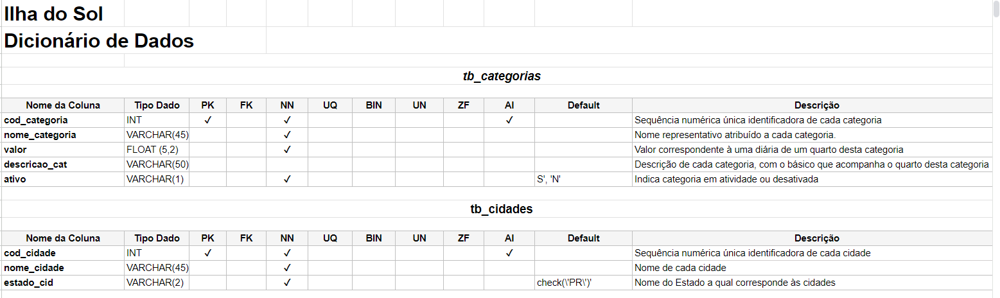 Ilha do Sol
Dicionário de Dados
tb_categorias
Nome da Coluna Tipo Dado PK FK NN UQ BIN UN ZF AI Default Descrição
cod_categoria INT ✓ ✓ ✓ Sequência numérica única identificadora de cada categoria
nome_categoria VARCHAR(45) ✓ Nome representativo atribuído a cada categoria.
valor FLOAT (5,2) ✓ Valor correspondente à uma diária de um quarto desta categoria
descricao_cat VARCHAR(50) Descrição de cada categoria, com o básico que acompanha o quarto desta categoria
ativo VARCHAR(1) ✓ S', 'N' Indica categoria em atividade ou desativada
tb_cidades
Nome da Coluna Tipo Dado PK FK NN UQ BIN UN ZF AI Default Descrição
cod_cidade INT ✓ ✓ ✓ Sequência numérica única identificadora de cada cidade
nome_cidade VARCHAR(45) ✓ Nome de cada cidade
estado_cid VARCHAR(2) ✓ check(\'PR\')' Nome do Estado a qual corresponde às cidades